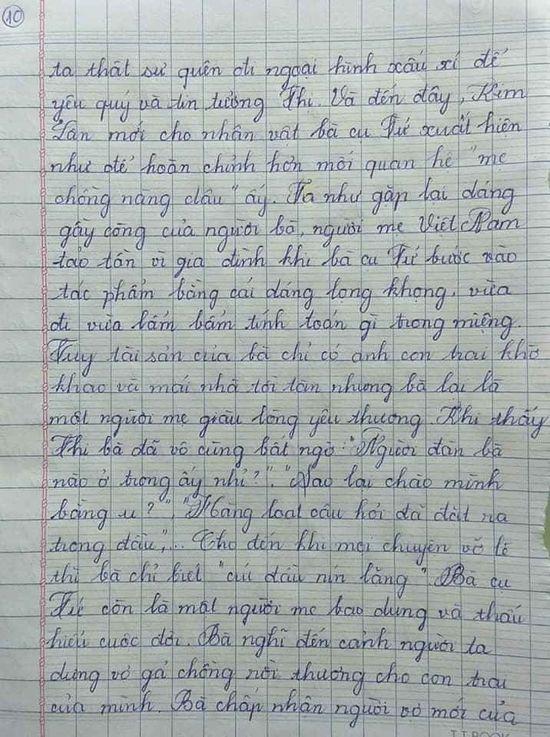 10
ta thật sự quên đi ngoại hình xấu xí để
yêu quý và tin tưởng Thị. Và đến đây, Kim
Lân mới cho nhân vật bà cụ Tứ xuất hiện
như để hoàn chỉnh hơn mối quan hệ "mẹ
chồng nàng dâu" ấy. Ta như gặp lại dáng
gầy còng của người bà, người mẹ Việt Nam
tảo tần vì gia đình khi bà cụ Tứ bước vào
tác phẩm bằng cái dáng lọng khọng, vừa
đi vừa lẩm bẩm tính toán gì trong miệng.
Tuy tài sản của bà chỉ có anh con trai khờ
khạo và mái nhà tồi tàn nhưng bà lại là
một người mẹ giàu lòng yêu thương. Khi thấy
Thị bà đã vô cùng bất ngờ: "Người đàn bà
nào ở trong ấy nhỉ?". "Sao lại chào mình
bằng u?" "Hàng loạt câu hỏi đã đặt ra
trong đầu",... Cho đến khi mọi chuyện vỡ lẽ
thì bà chỉ biết "cúi đầu nín lặng" Bà cụ
Tứ còn là một người mẹ bao dung và thấu
hiểu cuộc đời. Bà nghĩ đến cảnh người ta
dựng vợ gả chồng rồi thương cho con trai
của mình. Bà chấp nhận người vợ mới của